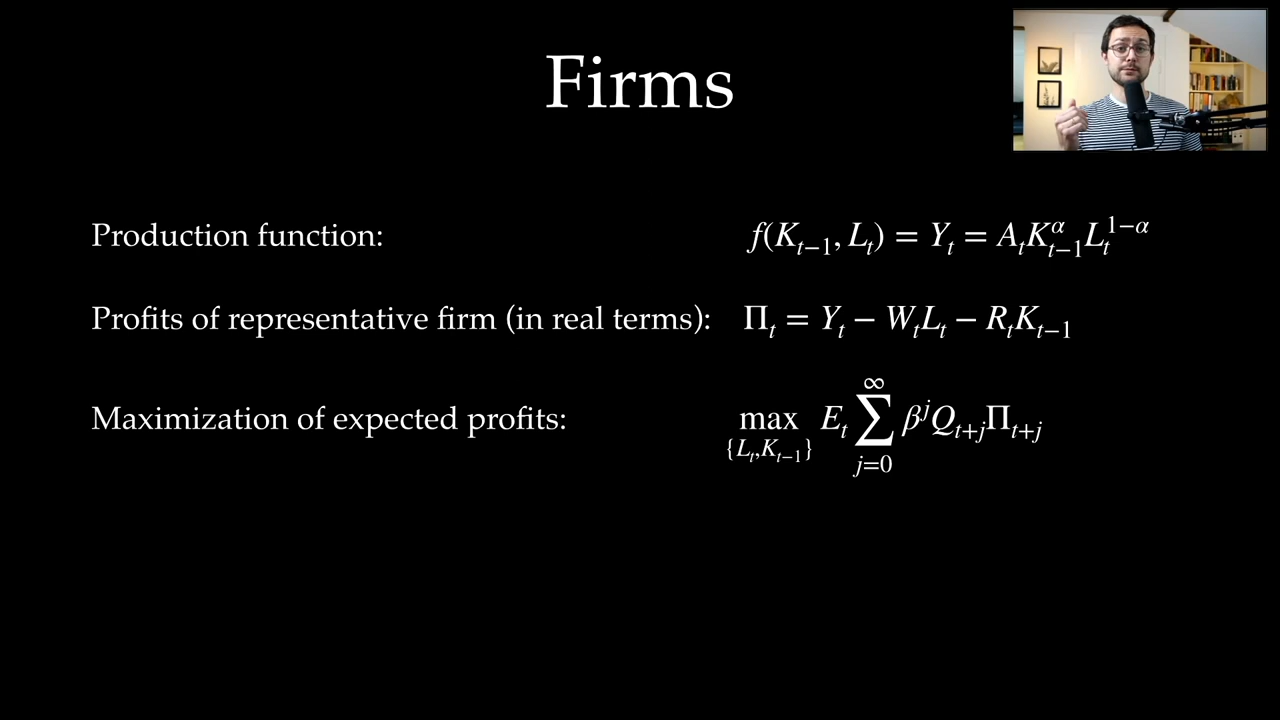 Firms
Production function: f(K_{t−1}, L_t) = Y_t = A_t K_{t−1}^α L_t^{1−α}
Profits of representative firm (in real terms): Π_t = Y_t − W_t L_t − R_t K_{t−1}
Maximization of expected profits: max_{{L_t,K_{t−1}}} E_t ∑_{j=0}^{∞} β^j Q_{t+j} Π_{t+j}